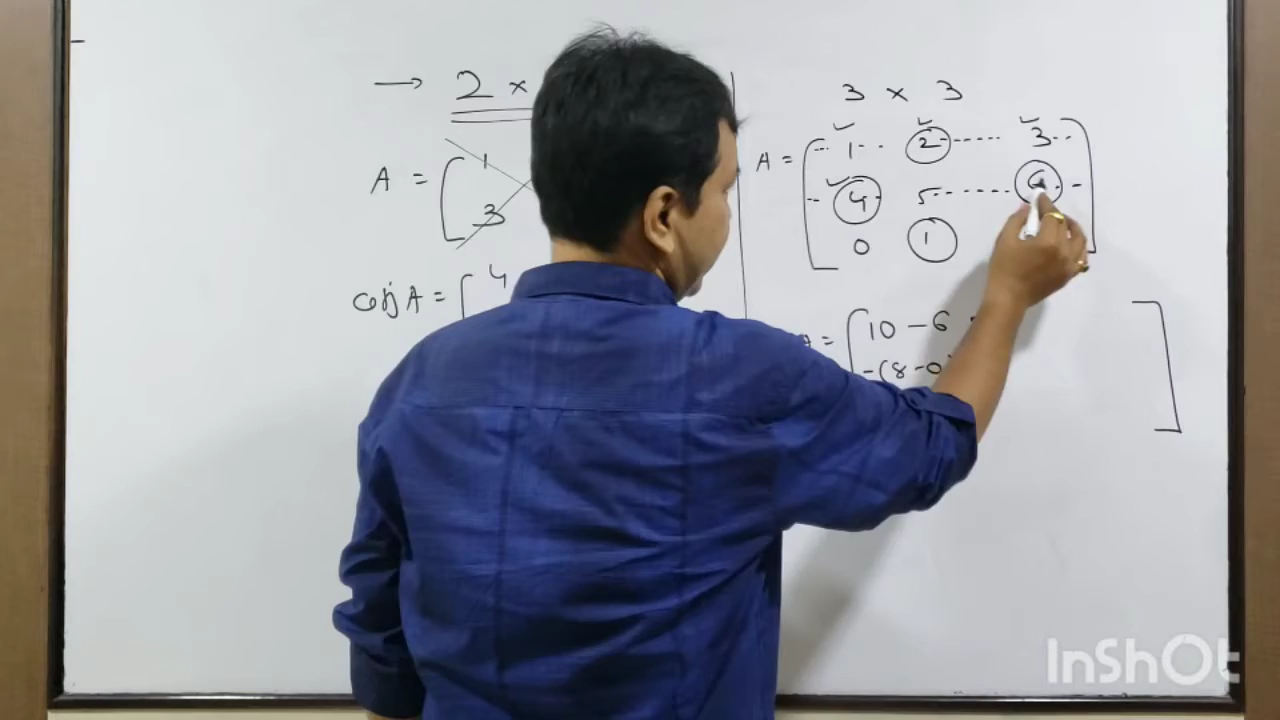 → 2 ×
A = [ 1
3
cofj A = [ 4
3 × 3
A = [ 1 2 3
4 5 6
0 1
A = [ 10 - 6
-(8-0)
InShOt